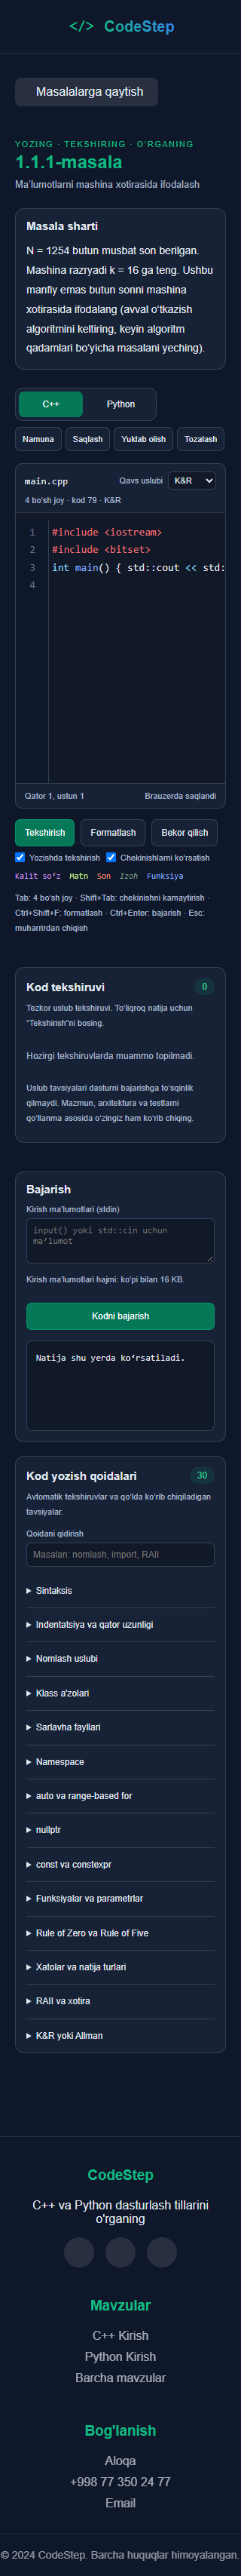 </> CodeStep
Masalalarga qaytish
YOZING · TEKSHIRING · O'RGANING
1.1.1-masala
Ma'lumotlarni mashina xotirasida ifodalash
Masala sharti
N = 1254 butun musbat son berilgan.
Mashina razryadi k = 16 ga teng. Ushbu
manfiy emas butun sonni mashina
xotirasida ifodalang (avval o'tkazish
algoritmini keltiring, keyin algoritm
qadamlari bo'yicha masalani yeching).
C++ Python
Namuna Saqlash Yuklab olish Tozalash
main.cpp Qavs uslubi K&R
4 bo'sh joy · kod 79 · K&R
1 #include <iostream>
2 #include <bitset>
3 int main() { std::cout << std:
4
Qator 1, ustun 1 Brauzerda saqlandi
Tekshirish Formatlash Bekor qilish
Yozishda tekshirish Chekinishlarni ko'rsatish
Kalit so'z Matn Son Izoh Funksiya
Tab: 4 bo'sh joy · Shift+Tab: chekinishni kamaytirish ·
Ctrl+Shift+F: formatlash · Ctrl+Enter: bajarish · Esc:
muharrirdan chiqish
Kod tekshiruvi 0
Tezkor uslub tekshiruvi. To'liqroq natija uchun
"Tekshirish"ni bosing.
Hozirgi tekshiruvlarda muammo topilmadi.
Uslub tavsiyalari dasturni bajarishga to'sqinlik
qilmaydi. Mazmun, arxitektura va testlarni
qo'llanma asosida o'zingiz ham ko'rib chiqing.
Bajarish
Kirish ma'lumotlari (stdin)
input() yoki std::cin uchun
ma'lumot
Kirish ma'lumotlari hajmi: ko'pi bilan 16 KB.
Kodni bajarish
Natija shu yerda ko'rsatiladi.
Kod yozish qoidalari 30
Avtomatik tekshiruvlar va qo'lda ko'rib chiqiladigan
tavsiyalar.
Qoidani qidirish
Masalan: nomlash, import, RAII
Sintaksis
Indentatsiya va qator uzunligi
Nomlash uslubi
Klass a'zolari
Sarlavha fayllari
Namespace
auto va range-based for
nullptr
const va constexpr
Funksiyalar va parametrlar
Rule of Zero va Rule of Five
Xatolar va natija turlari
RAII va xotira
K&R yoki Allman
CodeStep
C++ va Python dasturlash tillarini
o'rganing
Mavzular
C++ Kirish
Python Kirish
Barcha mavzular
Bog'lanish
Aloqa
+998 77 350 24 77
Email
© 2024 CodeStep. Barcha huquqlar himoyalangan.